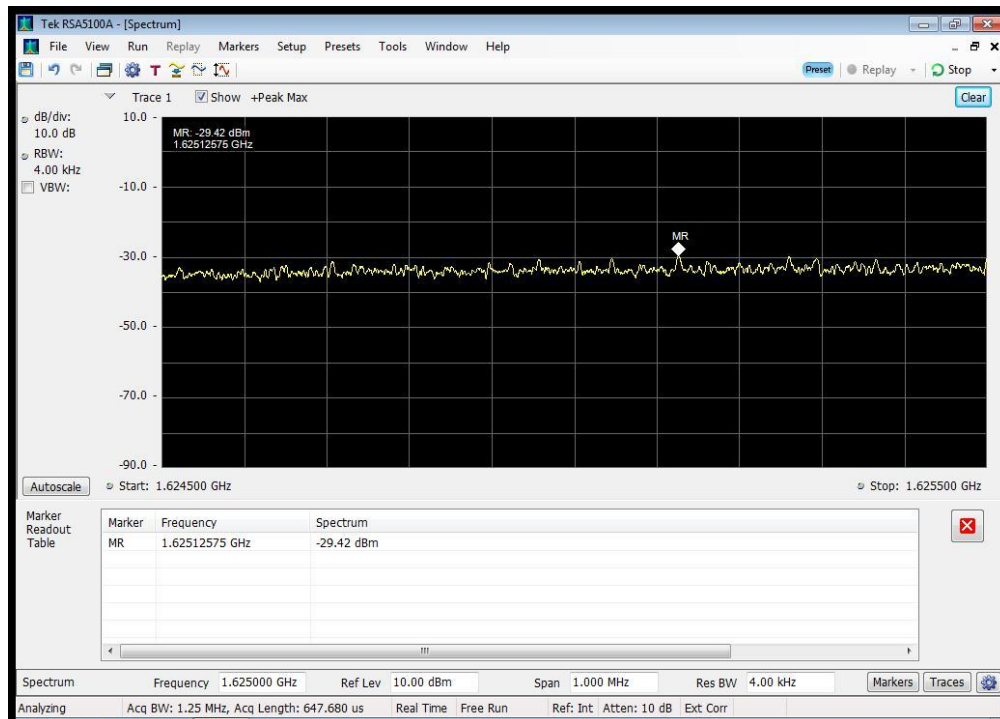 Tek RSA5100A - [Spectrum]
File View Run Replay Markers Setup Presets Tools Window Help
T Preset Replay Stop
Trace 1 Show +Peak Max Clear
dB/div:
10.0 dB
RBW:
4.00 kHz
VBW:
10.0
-10.0
-30.0
-50.0
-70.0
-90.0
MR: -29.42 dBm
1.62512575 GHz
MR
Autoscale Start: 1.624500 GHz Stop: 1.625500 GHz
Marker
Readout
Table
Marker Frequency Spectrum
MR 1.62512575 GHz -29.42 dBm
Spectrum Frequency 1.625000 GHz Ref Lev 10.00 dBm Span 1.000 MHz Res BW 4.00 kHz Markers Traces
Analyzing Acq BW: 1.25 MHz, Acq Length: 647.680 us Real Time Free Run Ref: Int Atten: 10 dB Ext Corr